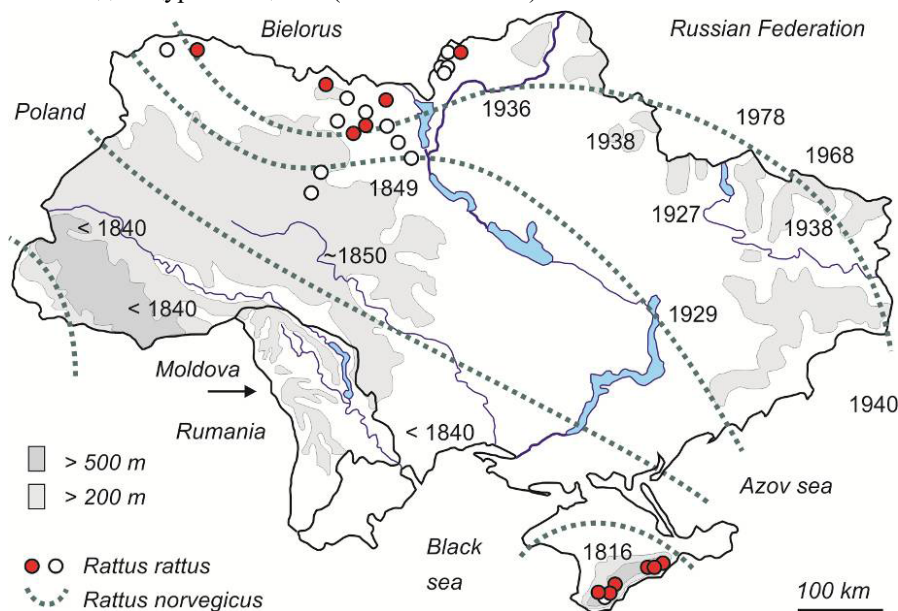 Bielorus
Russian Federation
Poland
1936
1978
1938
1968
1849
1927
< 1840
1938
~1850
< 1840
1929
Moldova
1940
Rumania
< 1840
> 500 m
> 200 m
Azov sea
Black
sea
1816
Rattus rattus
Rattus norvegicus
100 km